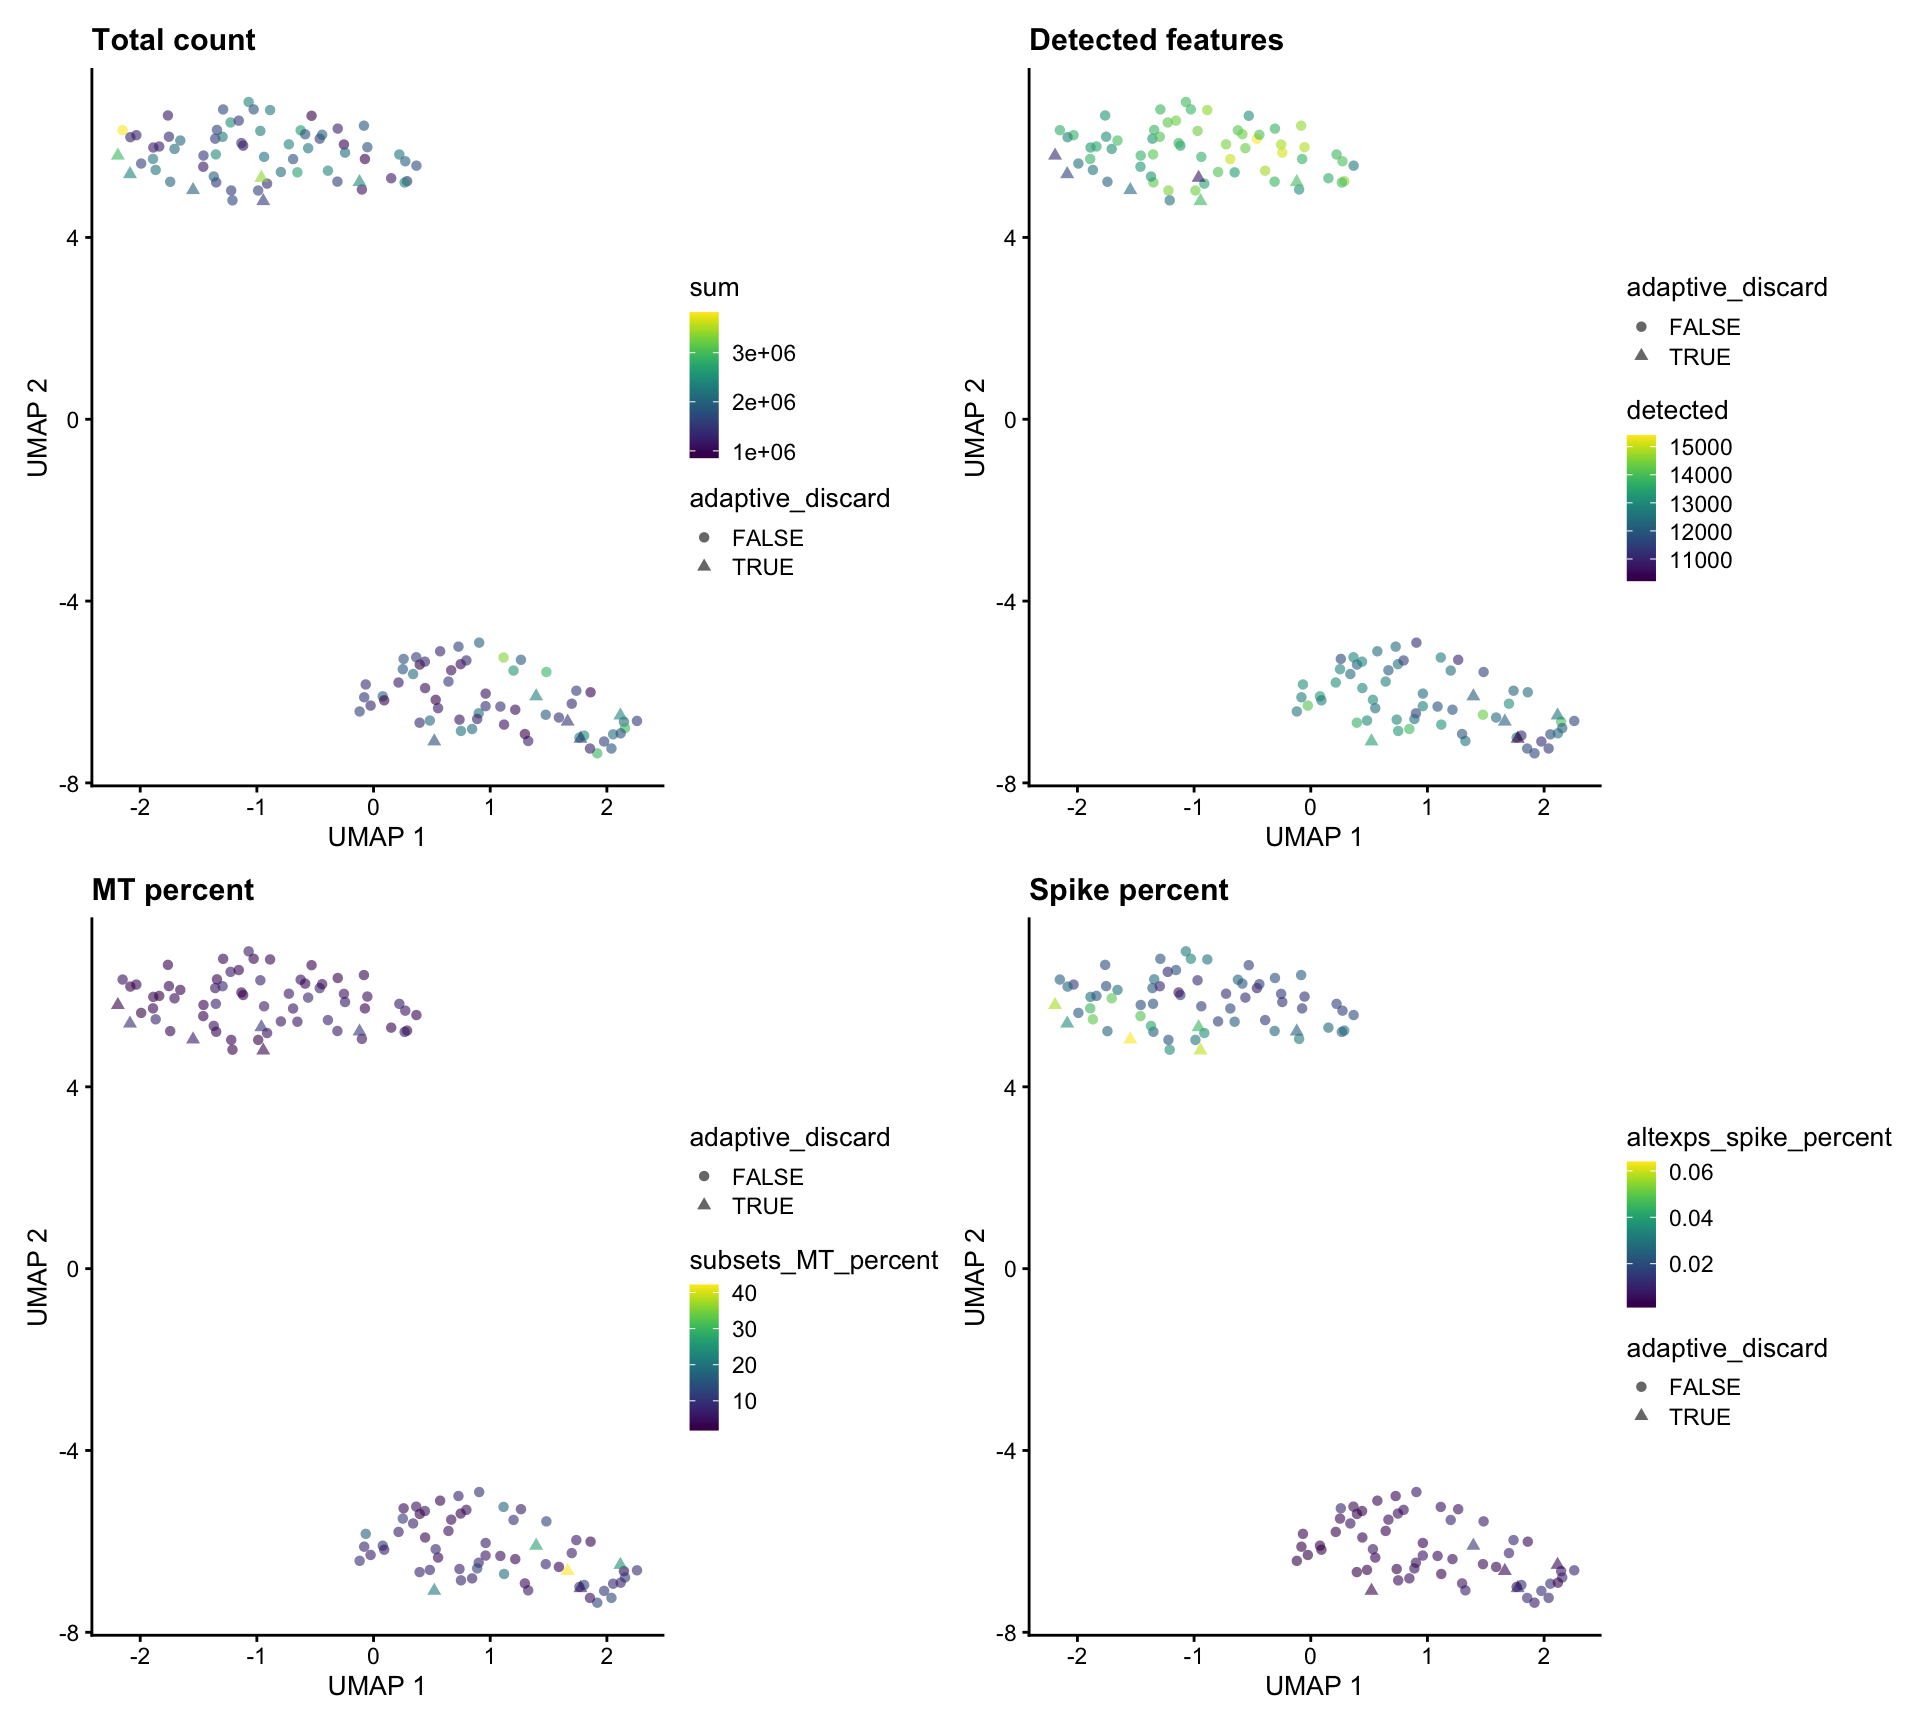 Total count
UMAP 2
4
0
-4
-8
-2 -1 0 1 2
UMAP 1
sum
3e+06
2e+06
1e+06
adaptive_discard
FALSE
TRUE
Detected features
UMAP 2
4
0
-4
-8
-2 -1 0 1 2
UMAP 1
adaptive_discard
FALSE
TRUE
detected
15000
14000
13000
12000
11000
MT percent
UMAP 2
4
0
-4
-8
-2 -1 0 1 2
UMAP 1
adaptive_discard
FALSE
TRUE
subsets_MT_percent
40
30
20
10
Spike percent
UMAP 2
4
0
-4
-8
-2 -1 0 1 2
UMAP 1
altexps_spike_percent
0.06
0.04
0.02
adaptive_discard
FALSE
TRUE